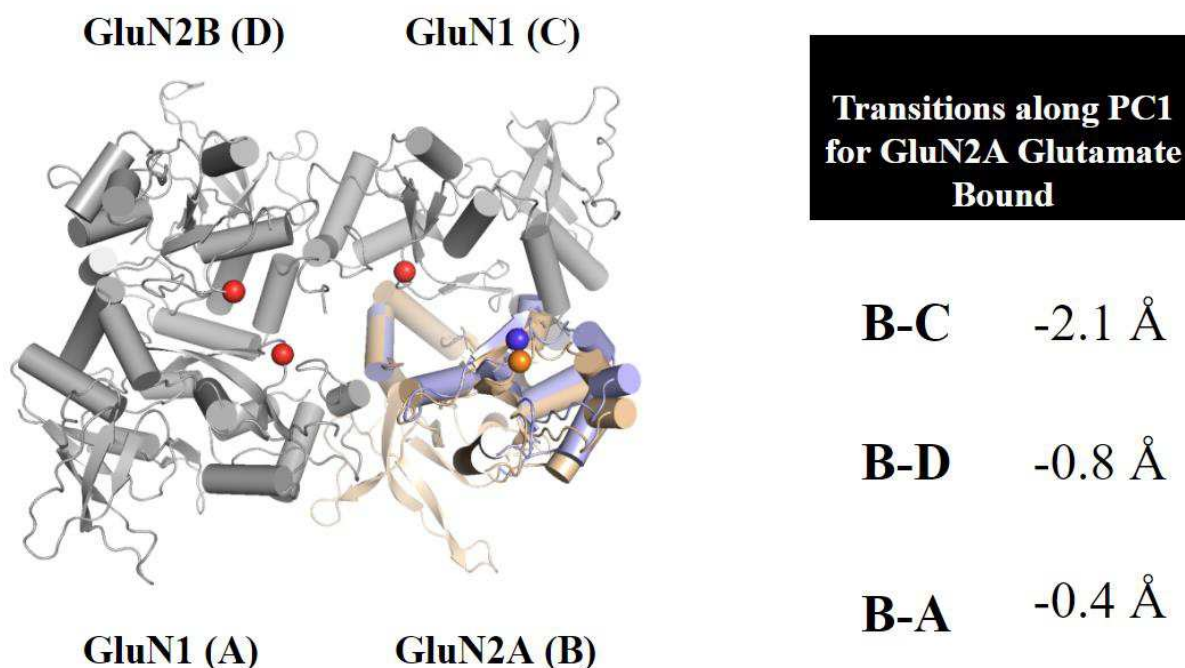 GluN2B (D) GluN1 (C)
GluN1 (A) GluN2A (B)
Transitions along PC1
for GluN2A Glutamate
Bound
B-C -2.1 Å
B-D -0.8 Å
B-A -0.4 Å